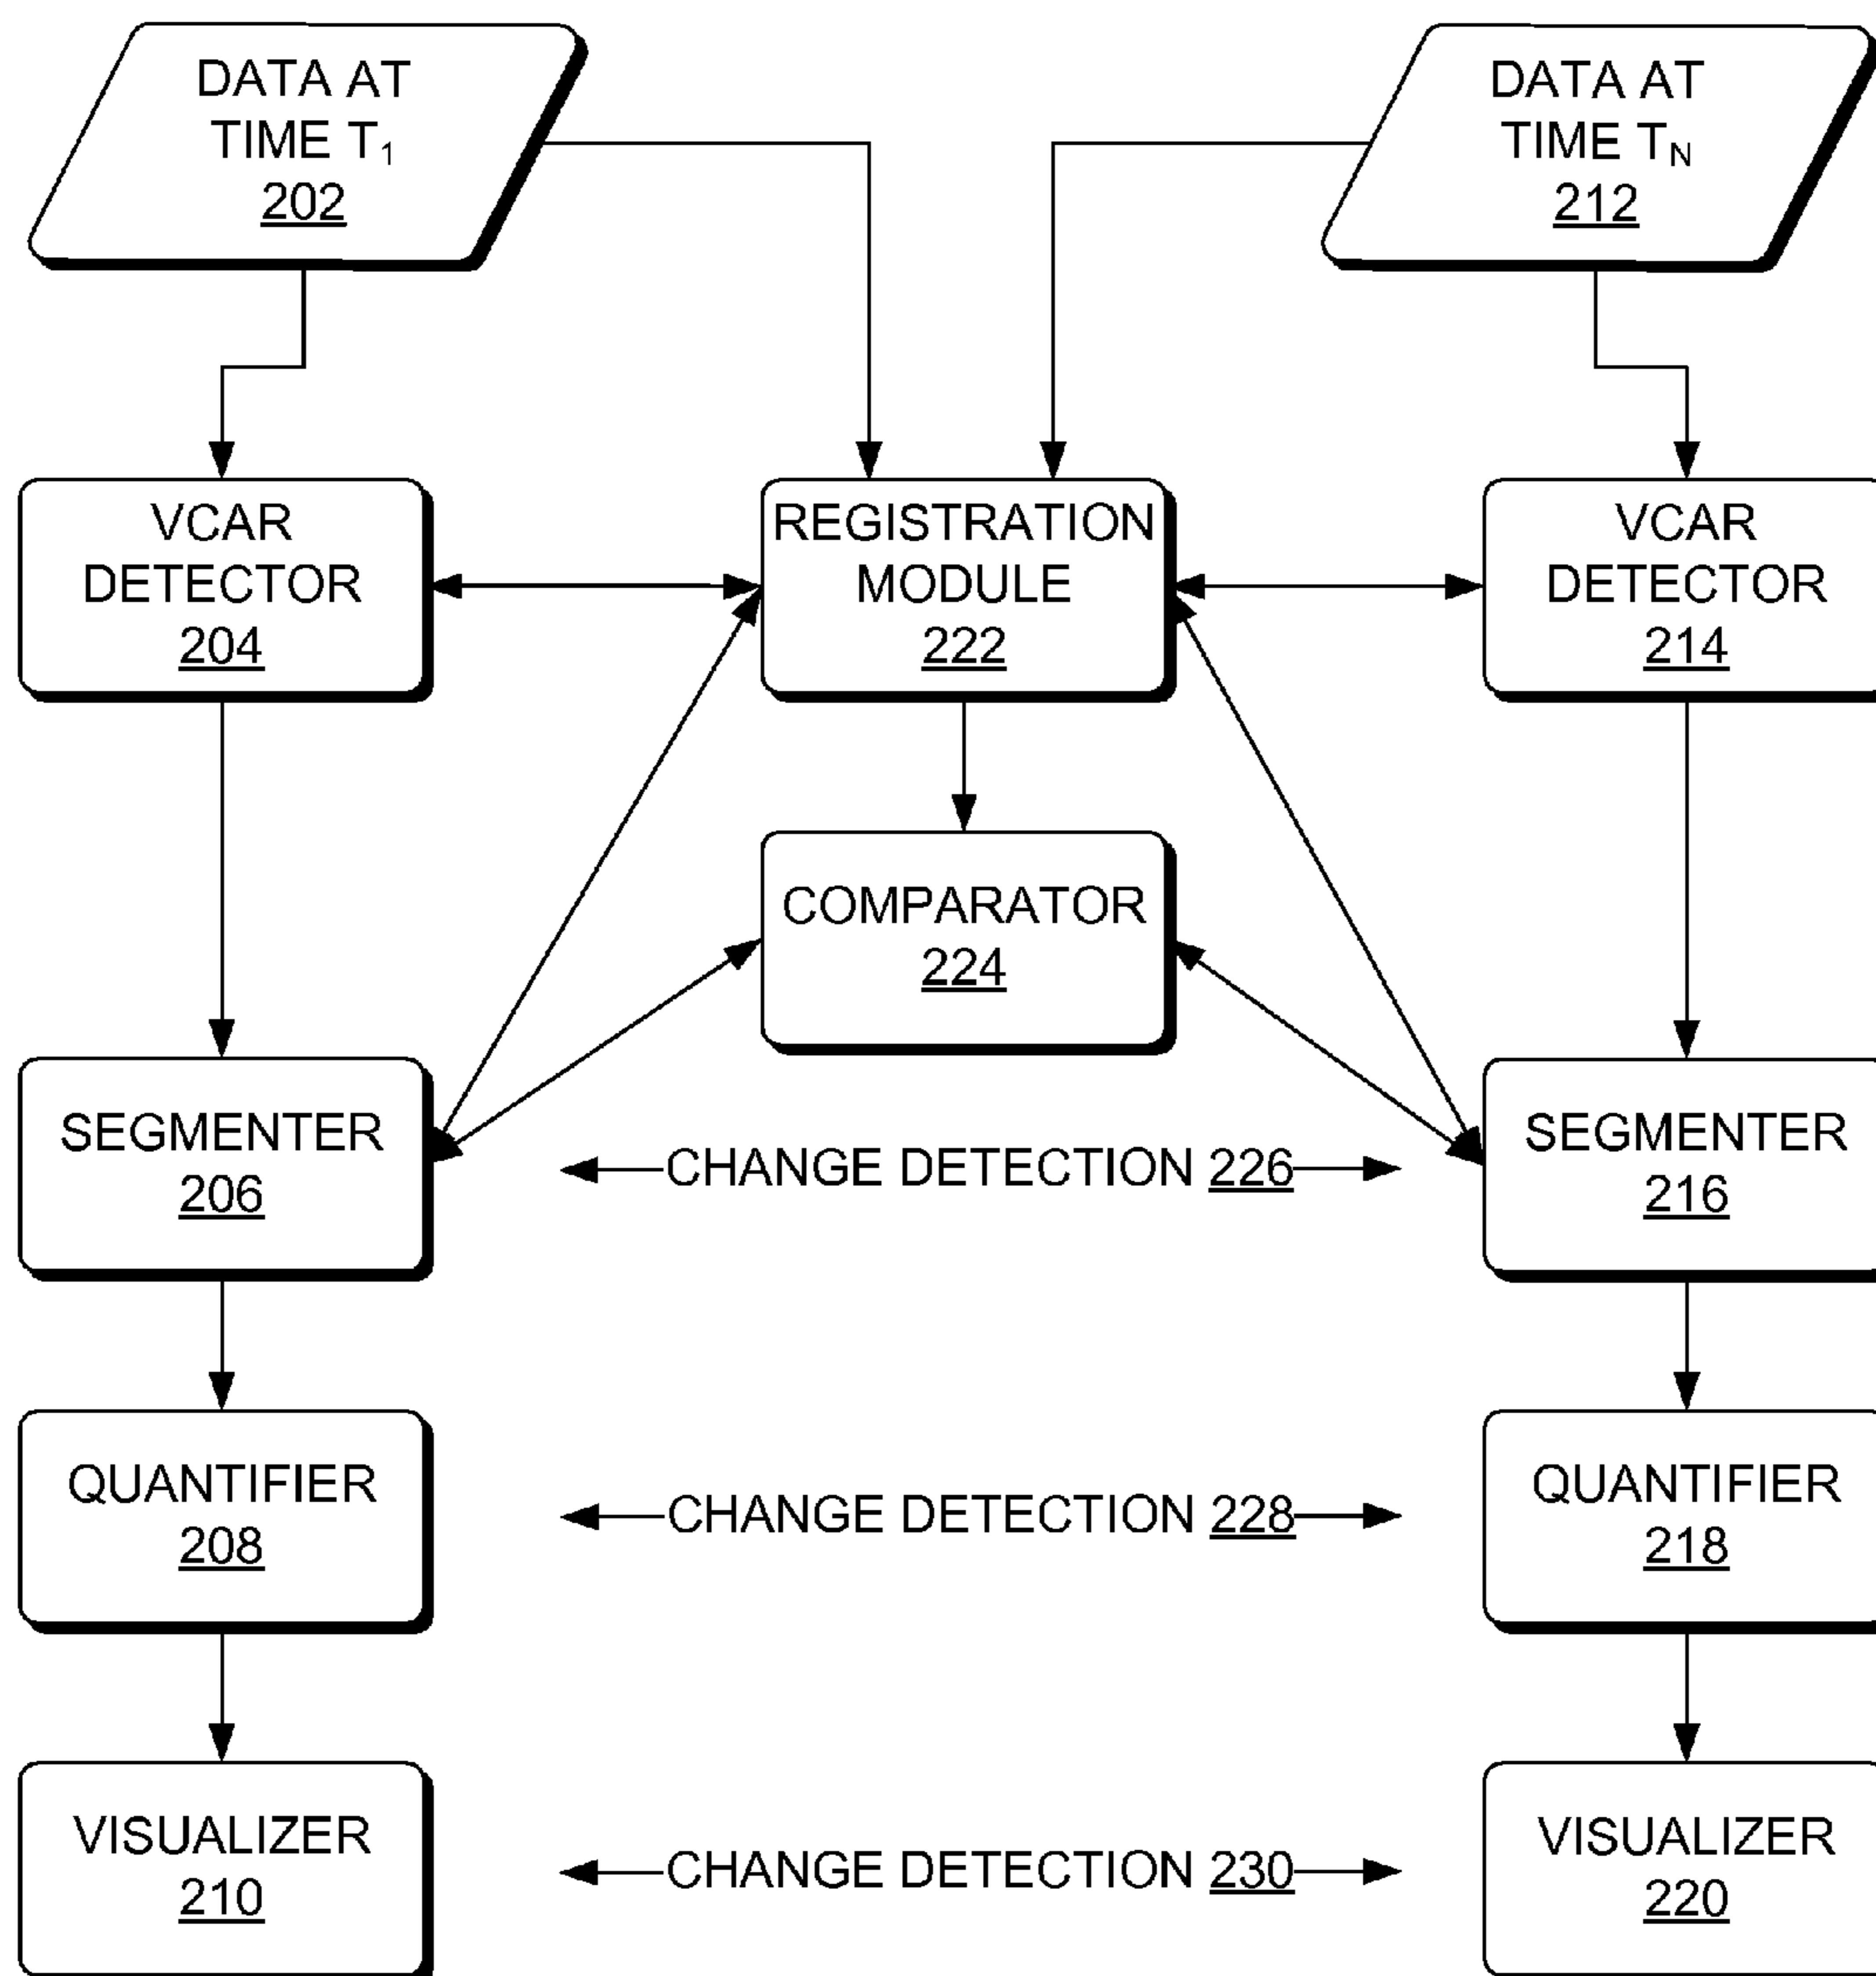 DATA AT
TIME T₁
202
DATA AT
TIME Tₙ
212
VCAR
DETECTOR
204
REGISTRATION
MODULE
222
VCAR
DETECTOR
214
COMPARATOR
224
SEGMENTER
206
CHANGE DETECTION 226
SEGMENTER
216
QUANTIFIER
208
CHANGE DETECTION 228
QUANTIFIER
218
VISUALIZER
210
CHANGE DETECTION 230
VISUALIZER
220